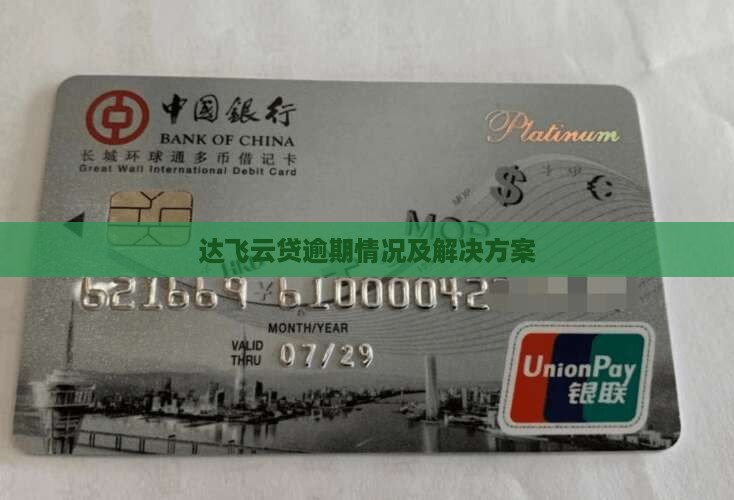 中国银行
BANK OF CHINA
长城环球通多币借记卡
Great Wall International Debit Card
Platinum
$
€
达飞云贷逾期情况及解决方案
621669 61000042
MONTH/YEAR
VALID THRU 07/29
UnionPay
银联